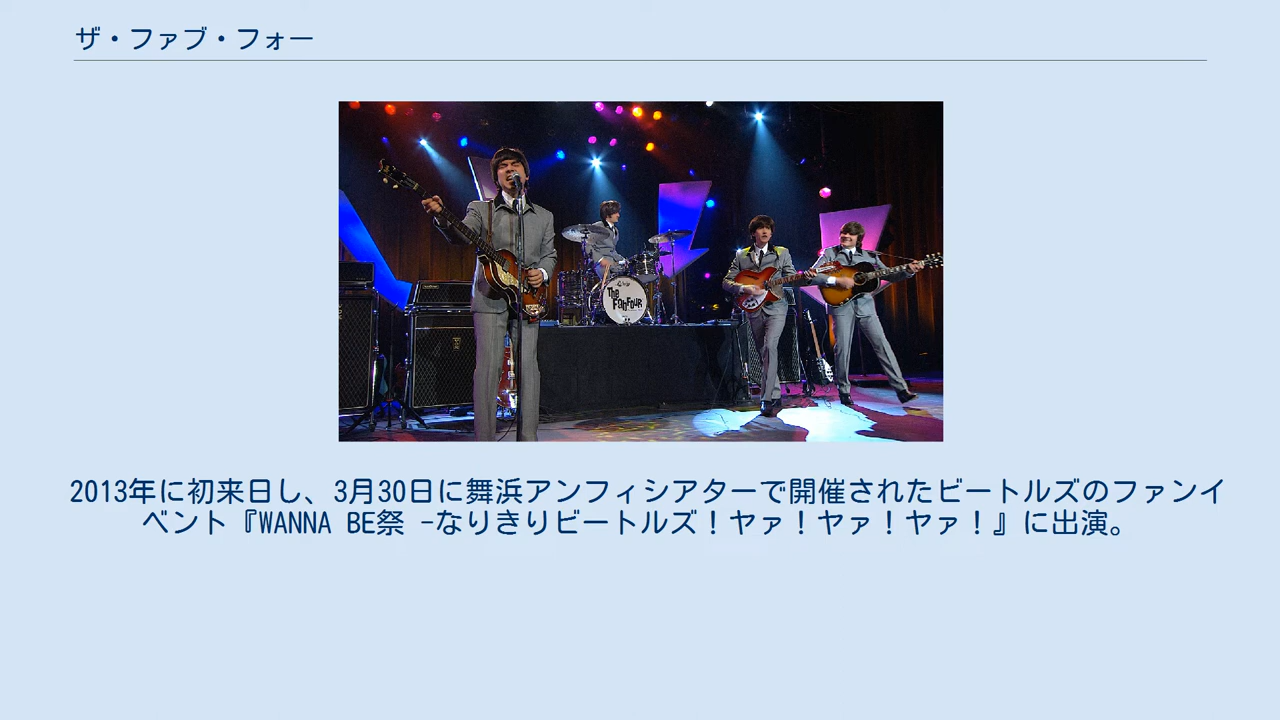 ザ・ファブ・フォー
The
FabFour
2013年に初来日し、3月30日に舞浜アンフィシアターで開催されたビートルズのファンイ
ベント『WANNA BE祭 -なりきりビートルズ！ヤァ！ヤァ！ヤァ！』に出演。